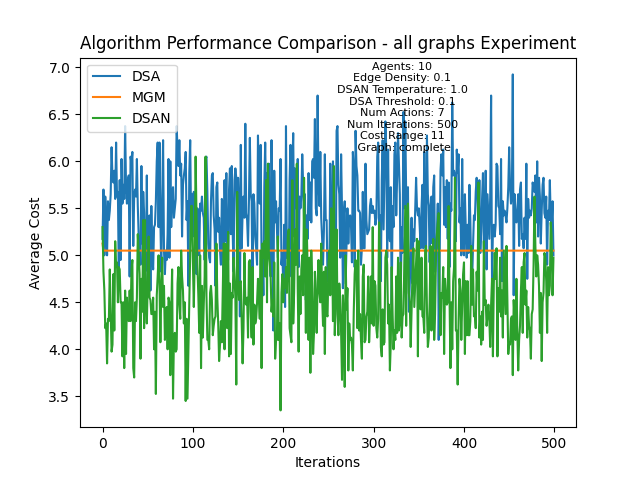 Algorithm Performance Comparison - all graphs Experiment
DSA
MGM
DSAN
Agents: 10
Edge Density: 0.1
DSAN Temperature: 1.0
DSA Threshold: 0.1
Num Actions: 7
Num Iterations: 500
Cost Range: 11
Graph: complete
Average Cost
7.0
6.5
6.0
5.5
5.0
4.5
4.0
3.5
0 100 200 300 400 500
Iterations